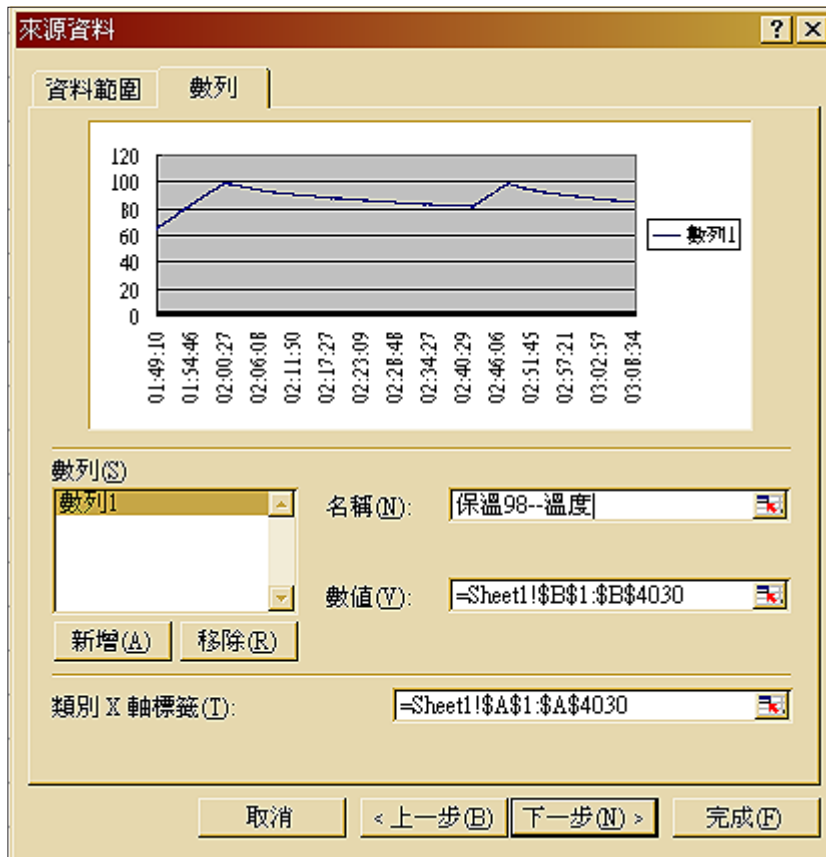 來源資料
資料範圍 數列
120
100
80
60
40
20
0
數列1
01:49:10
01:54:46
02:00:27
02:06:08
02:11:50
02:17:27
02:23:09
02:28:48
02:34:27
02:40:29
02:46:06
02:51:45
02:57:21
03:02:57
03:08:34
數列(S)
數列1
名稱(N): 保溫98--溫度
數值(V): =Sheet1!$B$1:$B$4030
新增(A) 移除(R)
類別 X 軸標籤(T): =Sheet1!$A$1:$A$4030
取消 < 上一步(B) 下一步(N) > 完成(F)